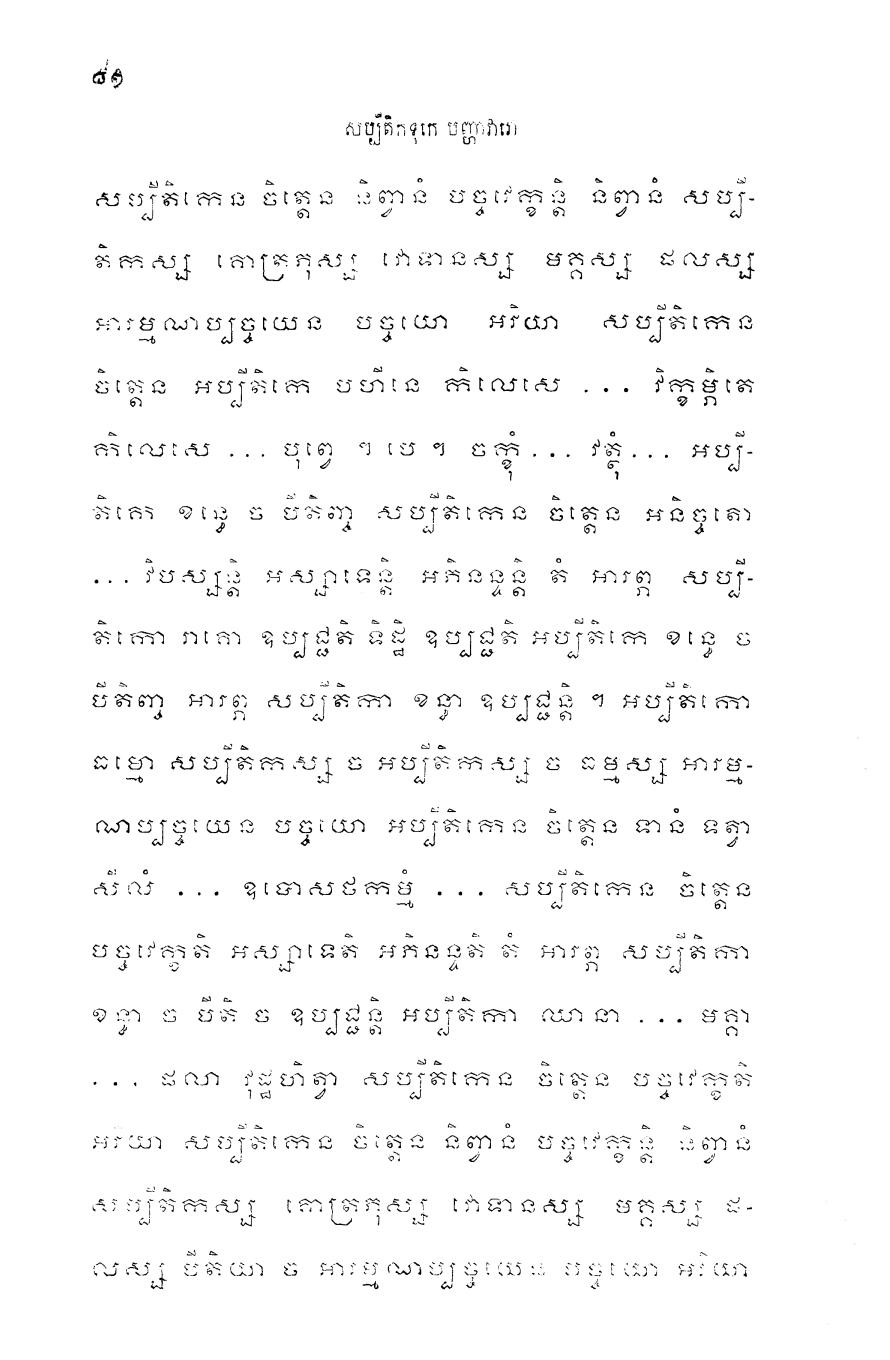 ៨១
សប្បីតិកទុកេ បញ្ហាវារោ
សប្បីតិកេន ចិត្តេន និព្វានំ បច្ចវេក្ខន្តិ និព្វានំ សប្បី-
តិកស្ស គោត្រភុស្ស វោទានស្ស មគ្គស្ស ផលស្ស
អារម្មណប្បច្ចយេន បច្ចយោ អរិយា សប្បីតិកេន
ចិត្តេន អប្បីតិកេ បហីនេ កិលេសេ ... វិក្ខម្ភិតេ
កិលេសេ ... បុព្វេ ។ បេ ។ ចក្ខុំ ... វត្ថុំ ... អប្បី-
តិកេ ខន្ធេ ច បីតិញ្ច សប្បីតិកេន ចិត្តេន អនិច្ចតោ
... វិបស្សន្តិ អស្សាទេន្តិ អភិនន្ទន្តិ តំ អារព្ភ សប្បី-
តិកោ រាគោ ឧប្បជ្ជតិ ទិដ្ឋិ ឧប្បជ្ជតិ អប្បីតិកេ ខន្ធេ ច
បីតិញ្ច អារព្ភ សប្បីតិកា ខន្ធា ឧប្បជ្ជន្តិ ។ អប្បីតិកោ
ធម្មោ សប្បីតិកស្ស ច អប្បីតិកស្ស ច ធម្មស្ស អារម្ម-
ណប្បច្ចយេន បច្ចយោ អប្បីតិកេន ចិត្តេន ទានំ ទត្វា
សីលំ ... ឧបោសថកម្មំ ... សប្បីតិកេន ចិត្តេន
បច្ចវេក្ខតិ អស្សាទេតិ អភិនន្ទតិ តំ អារព្ភ សប្បីតិកា
ខន្ធា ច បីតិ ច ឧប្បជ្ជន្តិ អប្បីតិកា ឈានា ... មគ្គា
... ផលា វុដ្ឋហិត្វា សប្បីតិកេន ចិត្តេន បច្ចវេក្ខតិ
អរិយា សប្បីតិកេន ចិត្តេន និព្វានំ បច្ចវេក្ខន្តិ និព្វានំ
សប្បីតិកស្ស គោត្រភុស្ស វោទានស្ស មគ្គស្ស ផ-
លស្ស បីតិយា ច អារម្មណប្បច្ចយេន បច្ចយោ អរិយា